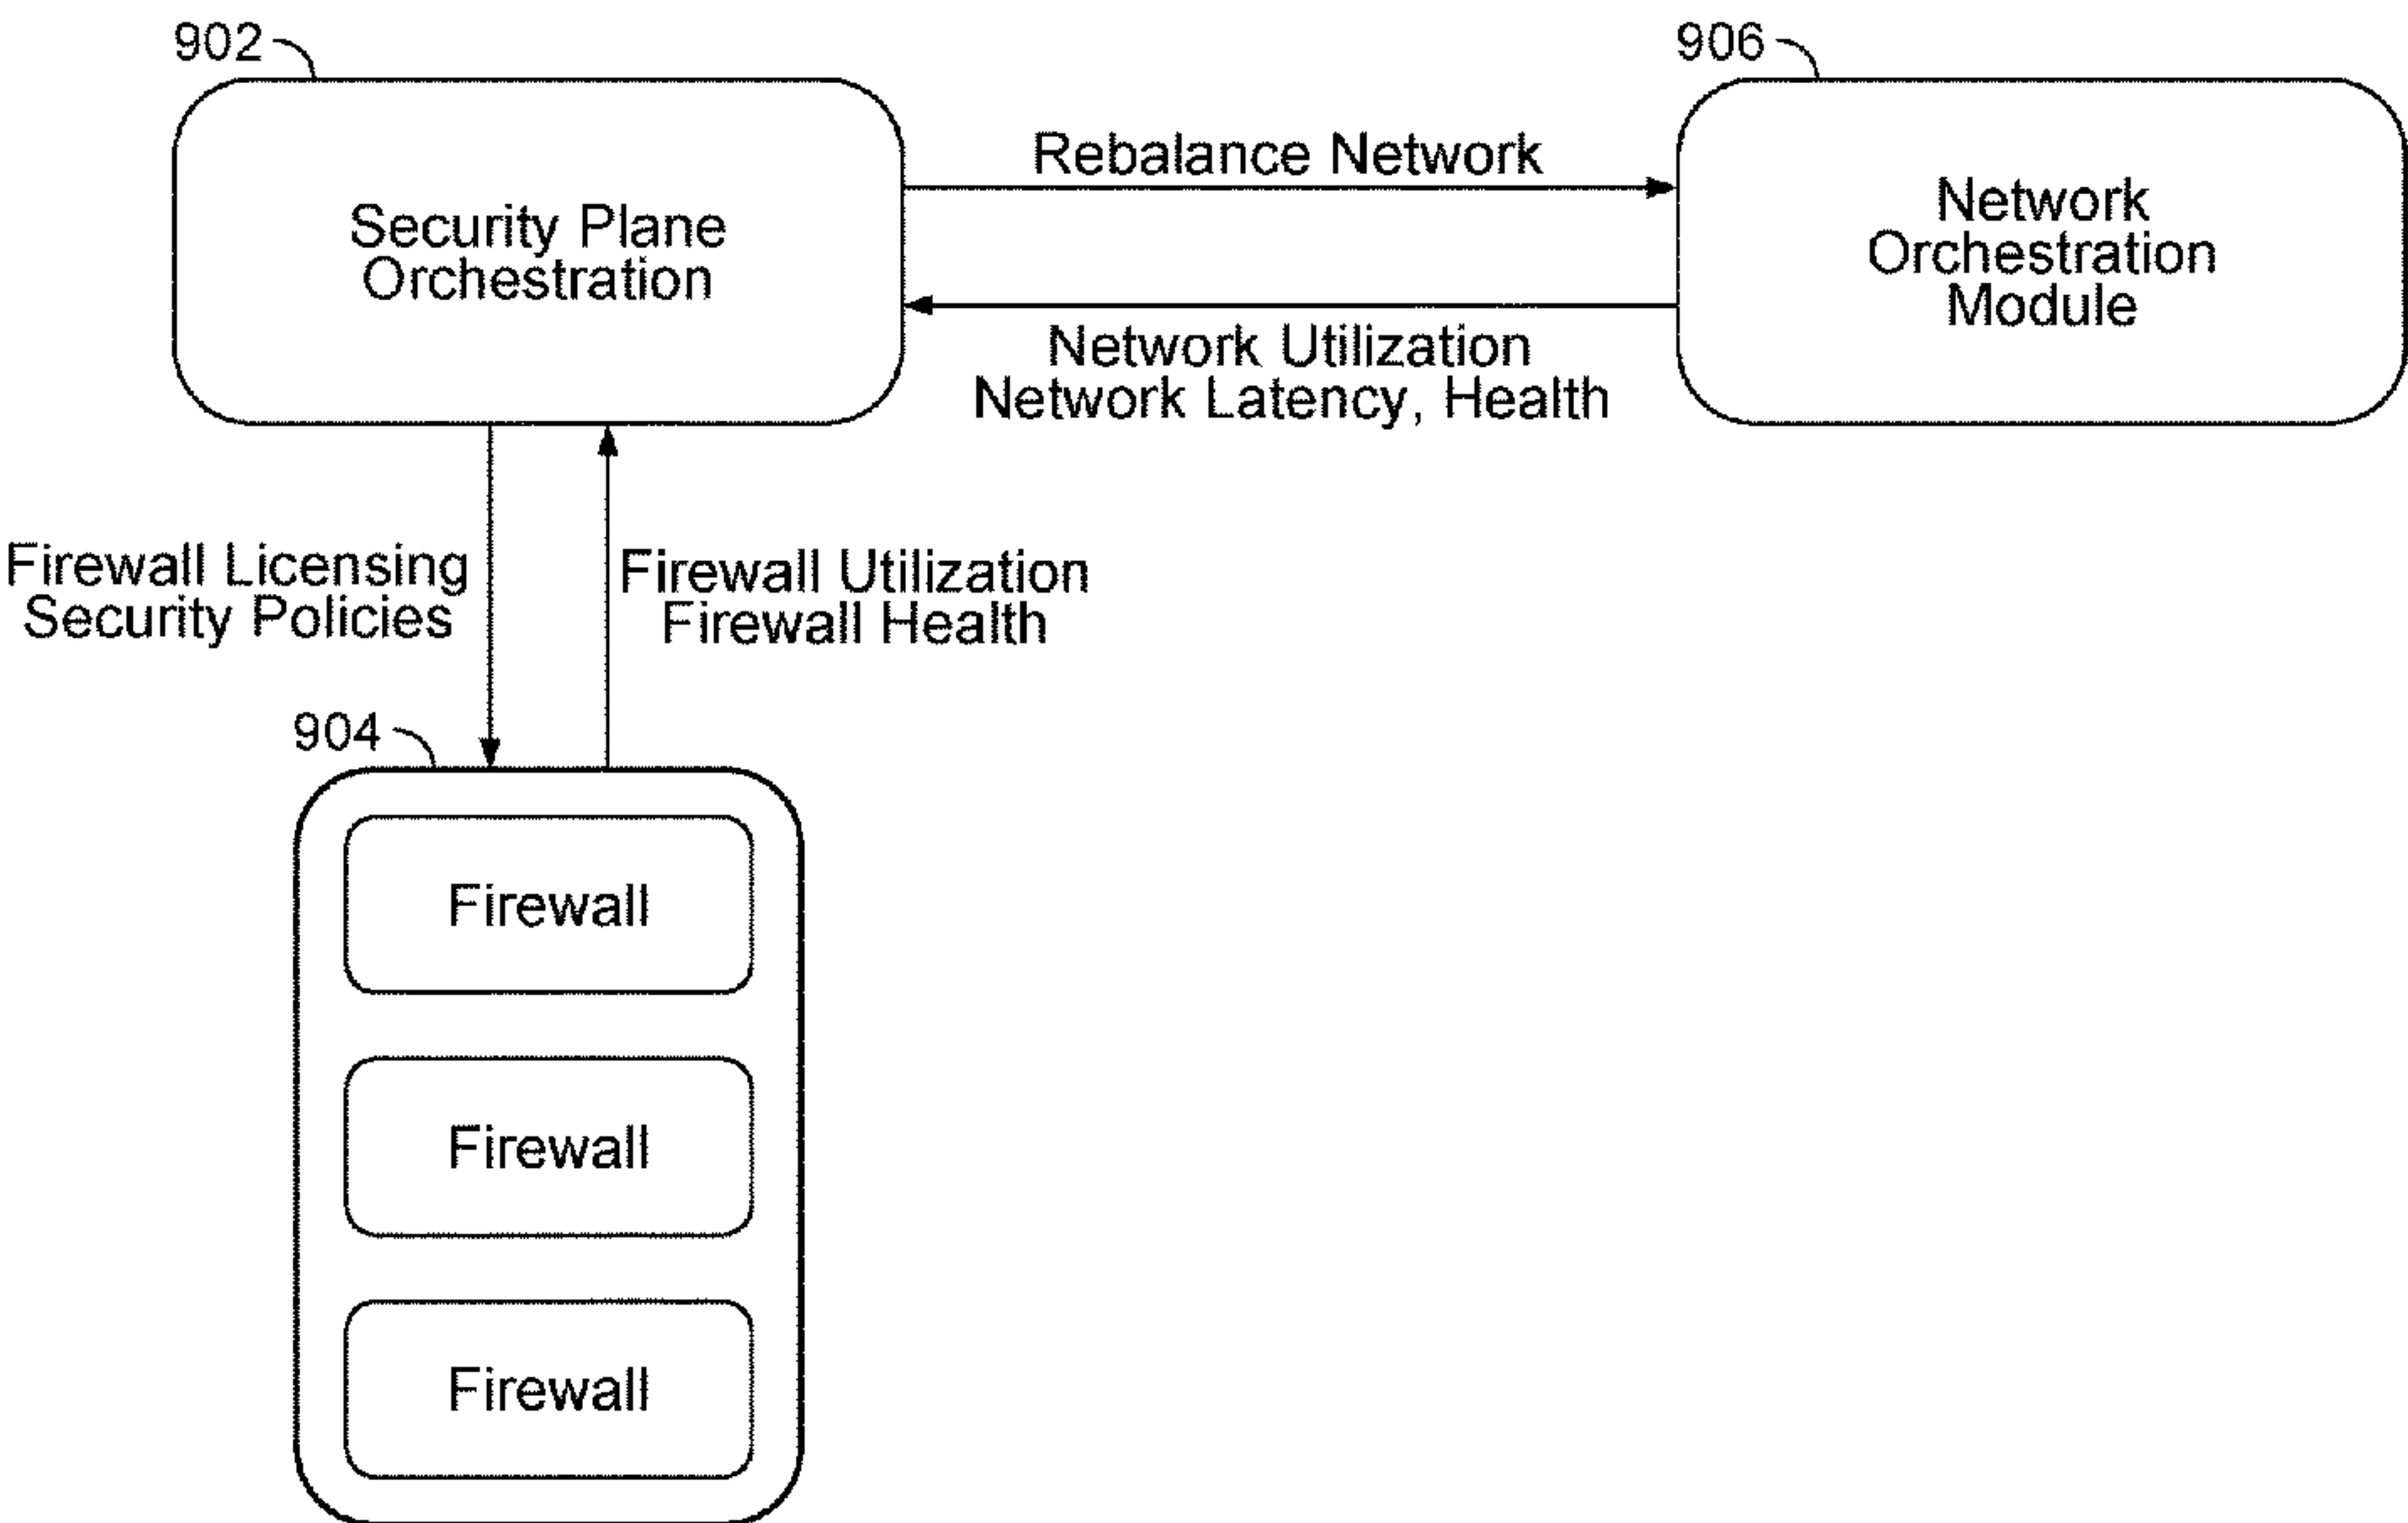 902
906
Security Plane
Orchestration
Rebalance Network
Network
Orchestration
Module
Network Utilization
Network Latency, Health
Firewall Licensing
Security Policies
Firewall Utilization
Firewall Health
904
Firewall
Firewall
Firewall